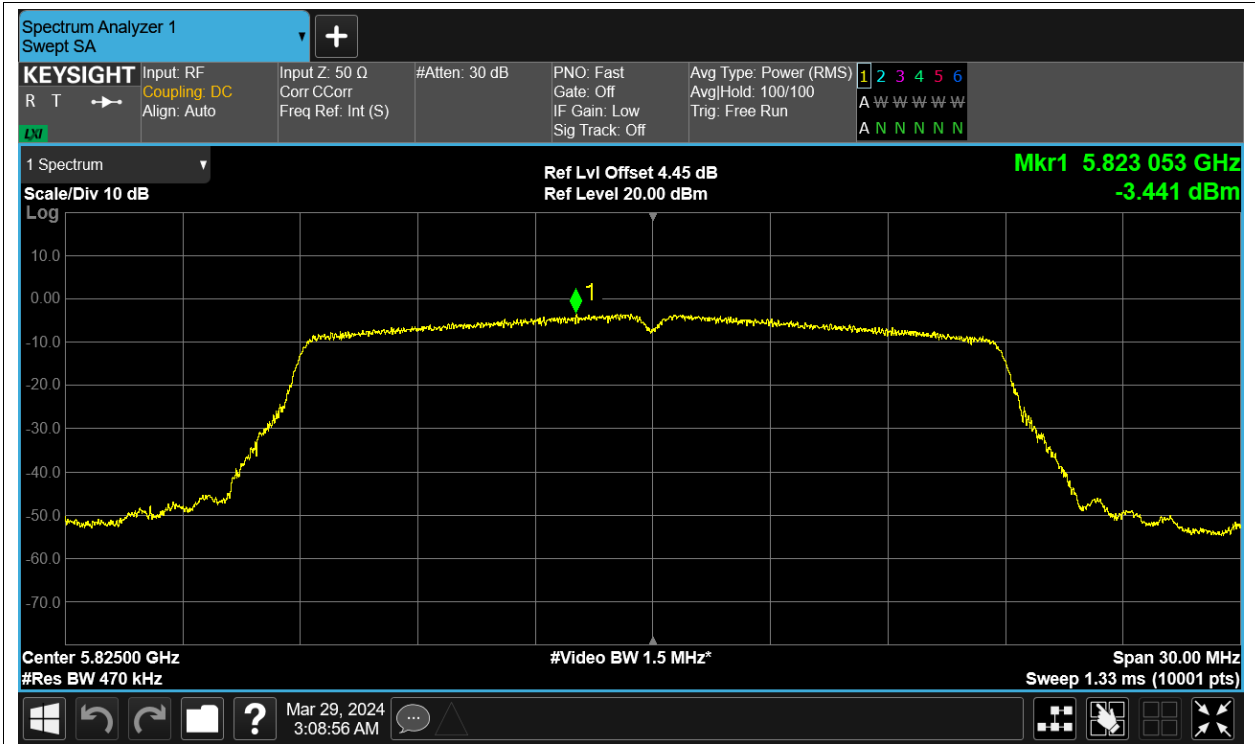 Spectrum Analyzer 1
Swept SA
+
KEYSIGHT
R T
LXI
Input: RF
Coupling: DC
Align: Auto
Input Z: 50 Ω
Corr CCorr
Freq Ref: Int (S)
#Atten: 30 dB
PNO: Fast
Gate: Off
IF Gain: Low
Sig Track: Off
Avg Type: Power (RMS)
Avg|Hold: 100/100
Trig: Free Run
1 2 3 4 5 6
A W W W W W
A N N N N N
1 Spectrum
Scale/Div 10 dB
Log
Ref Lvl Offset 4.45 dB
Ref Level 20.00 dBm
Mkr1 5.823 053 GHz
-3.441 dBm
10.0
0.00
-10.0
-20.0
-30.0
-40.0
-50.0
-60.0
-70.0
1
Center 5.82500 GHz
#Res BW 470 kHz
#Video BW 1.5 MHz*
Span 30.00 MHz
Sweep 1.33 ms (10001 pts)
?
Mar 29, 2024
3:08:56 AM